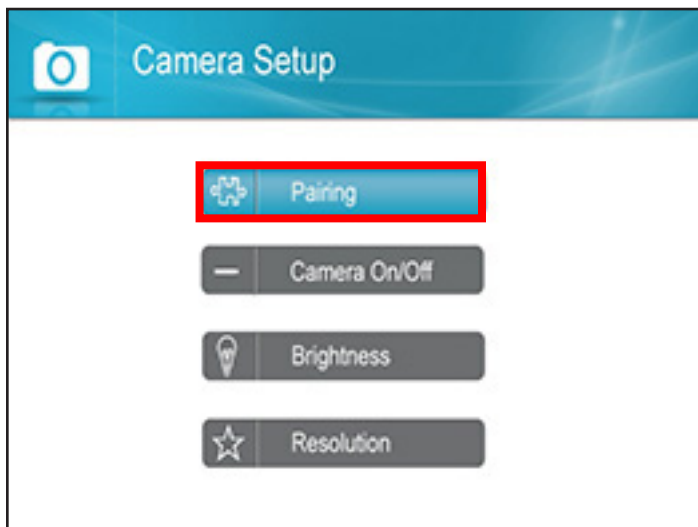 Camera Setup
Pairing
Camera On/Off
Brightness
Resolution